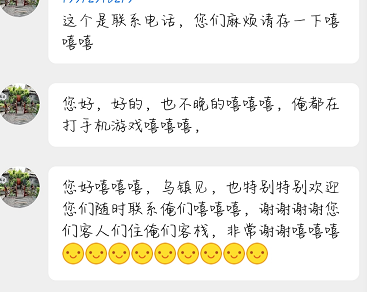 这个是联系电话，您们麻烦请存一下嘻
嘻嘻嘻
您好，好的，也不晚的嘻嘻嘻，俺都在
打手机游戏嘻嘻嘻，
您好嘻嘻嘻，乌镇见，也特别特别欢迎
您们随时联系俺们嘻嘻嘻，谢谢谢谢您
们客人们住俺们客栈，非常谢谢嘻嘻嘻